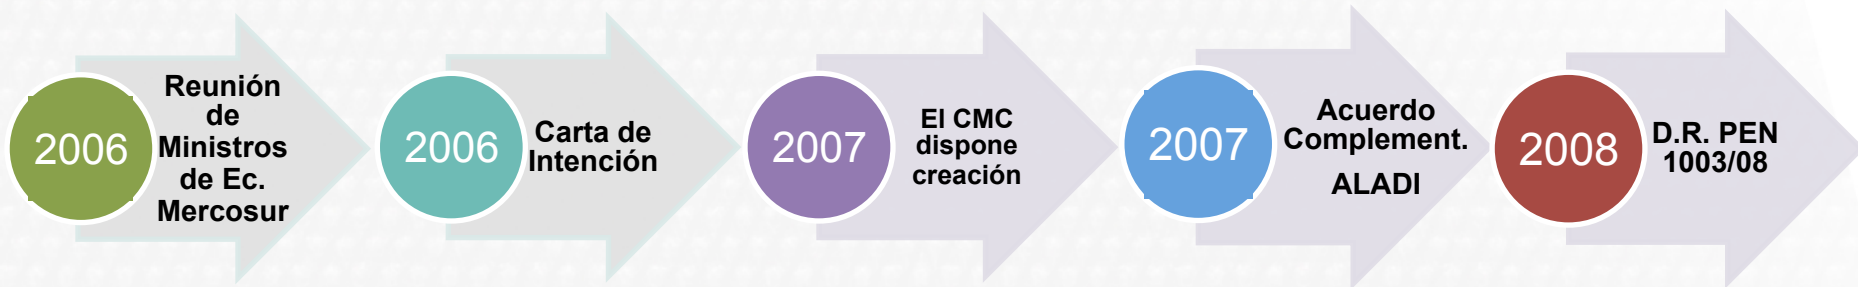 2006
Reunión
de
Ministros
de Ec.
Mercosur
2006
Carta de
Intención
2007
El CMC
dispone
creación
2007
Acuerdo
Complement.
ALADI
2008
D.R. PEN
1003/08